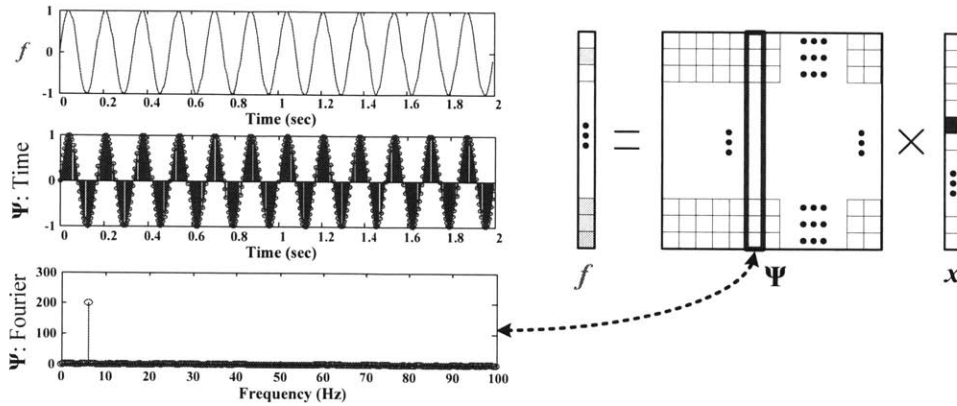 f
1
0
-1
0 0.2 0.4 0.6 0.8 1 1.2 1.4 1.6 1.8 2
Time (sec)
Ψ: Time
1
0
-1
0 0.2 0.4 0.6 0.8 1 1.2 1.4 1.6 1.8 2
Time (sec)
Ψ: Fourier
300
200
100
0
0 10 20 30 40 50 60 70 80 90 100
Frequency (Hz)
= ×
f Ψ x